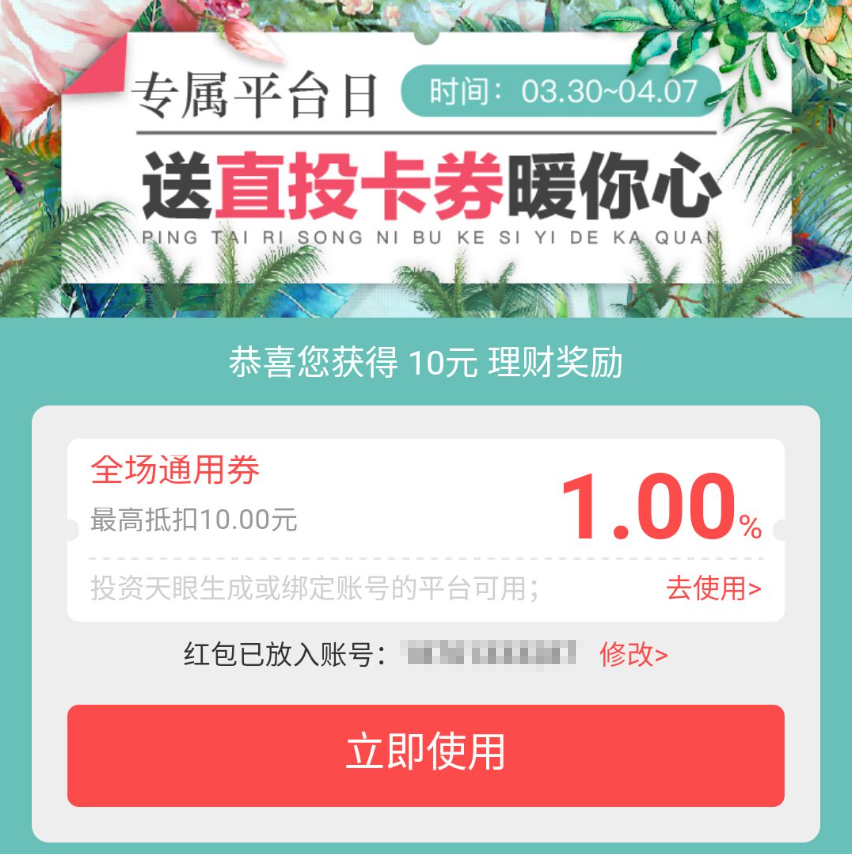 专属平台日
时间：03.30~04.07
送直投卡券暖你心
PING TAI RI SONG NI BU KE SI YI DE KA QUAN
恭喜您获得 10元 理财奖励
全场通用券
最高抵扣10.00元
1.00%
投资天眼生成或绑定账号的平台可用；
去使用>
红包已放入账号：
修改>
立即使用